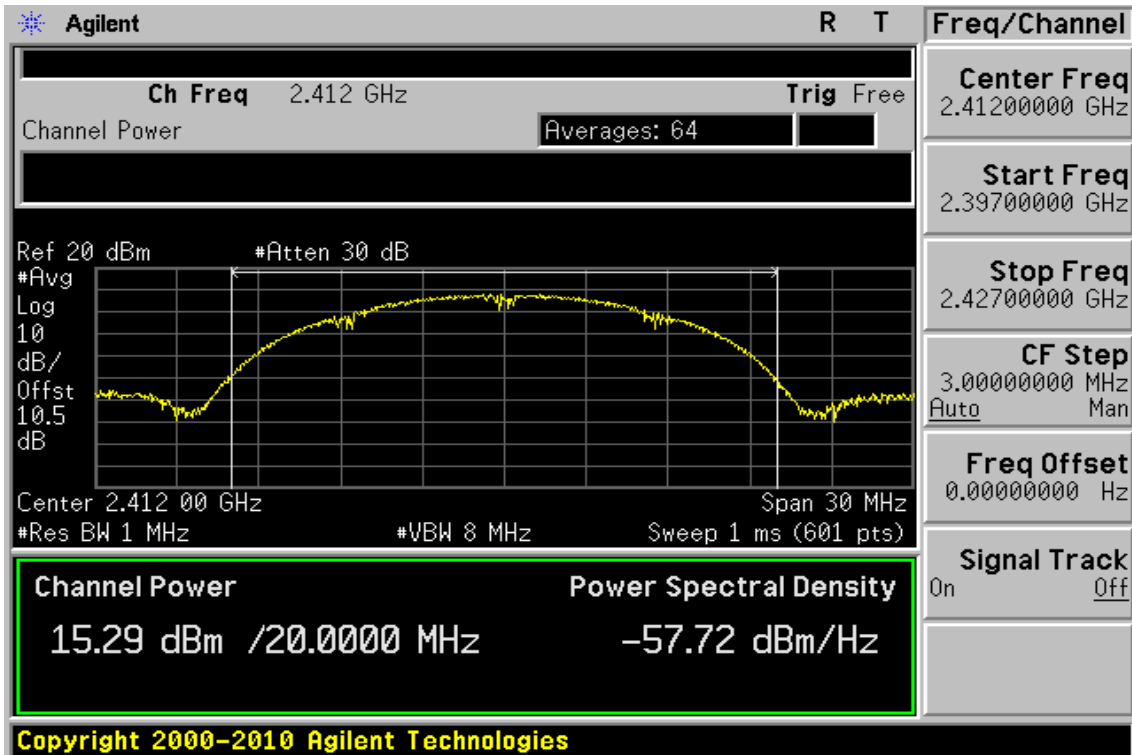 Agilent R T
Ch Freq 2.412 GHz Trig Free
Channel Power Averages: 64
Ref 20 dBm #Atten 30 dB
#Avg
Log
10
dB/
Offst
10.5
dB
Center 2.412 00 GHz Span 30 MHz
#Res BW 1 MHz #VBW 8 MHz Sweep 1 ms (601 pts)
Channel Power Power Spectral Density
15.29 dBm /20.0000 MHz -57.72 dBm/Hz
Copyright 2000-2010 Agilent Technologies
Freq/Channel
Center Freq
2.41200000 GHz
Start Freq
2.39700000 GHz
Stop Freq
2.42700000 GHz
CF Step
3.00000000 MHz
Auto Man
Freq Offset
0.00000000 Hz
Signal Track
On Off